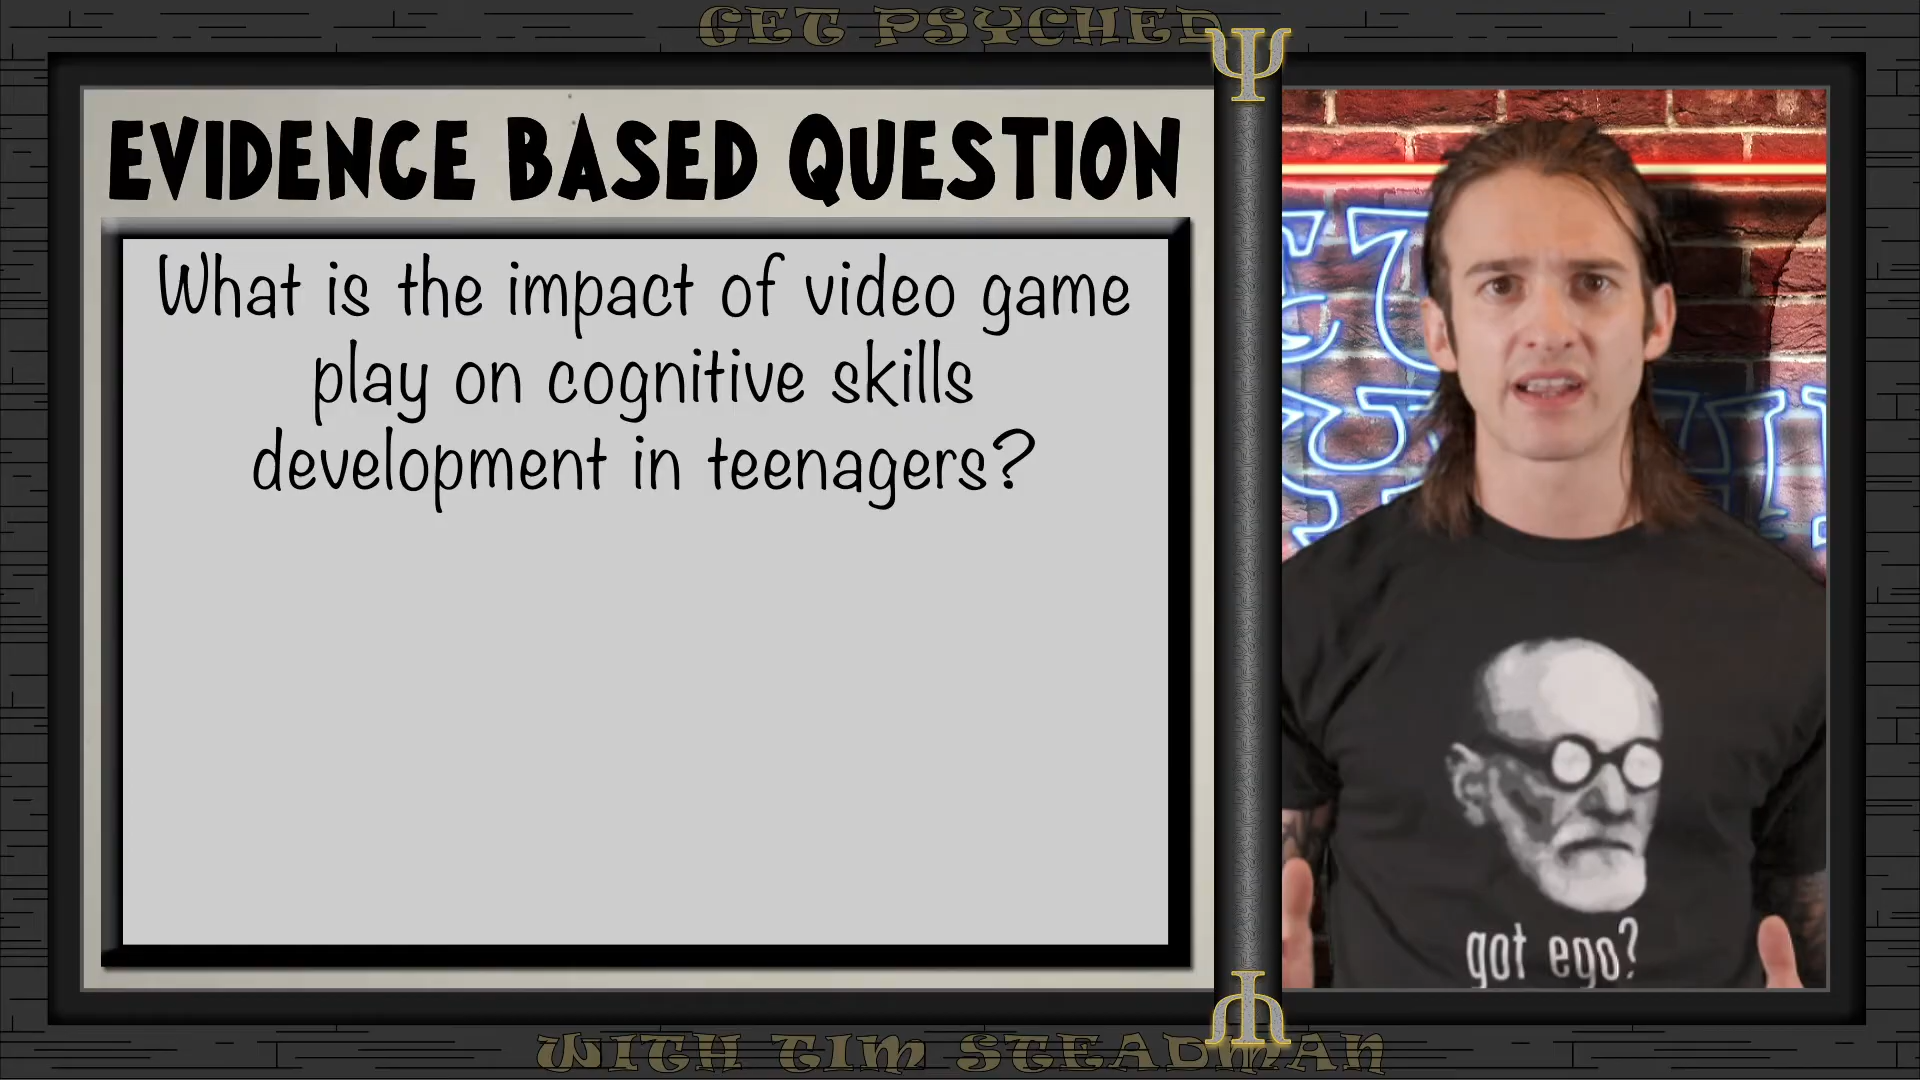 GET PSYCHED
EVIDENCE BASED QUESTION
What is the impact of video game
play on cognitive skills
development in teenagers?
got ego?
WITH TIM STEADMAN